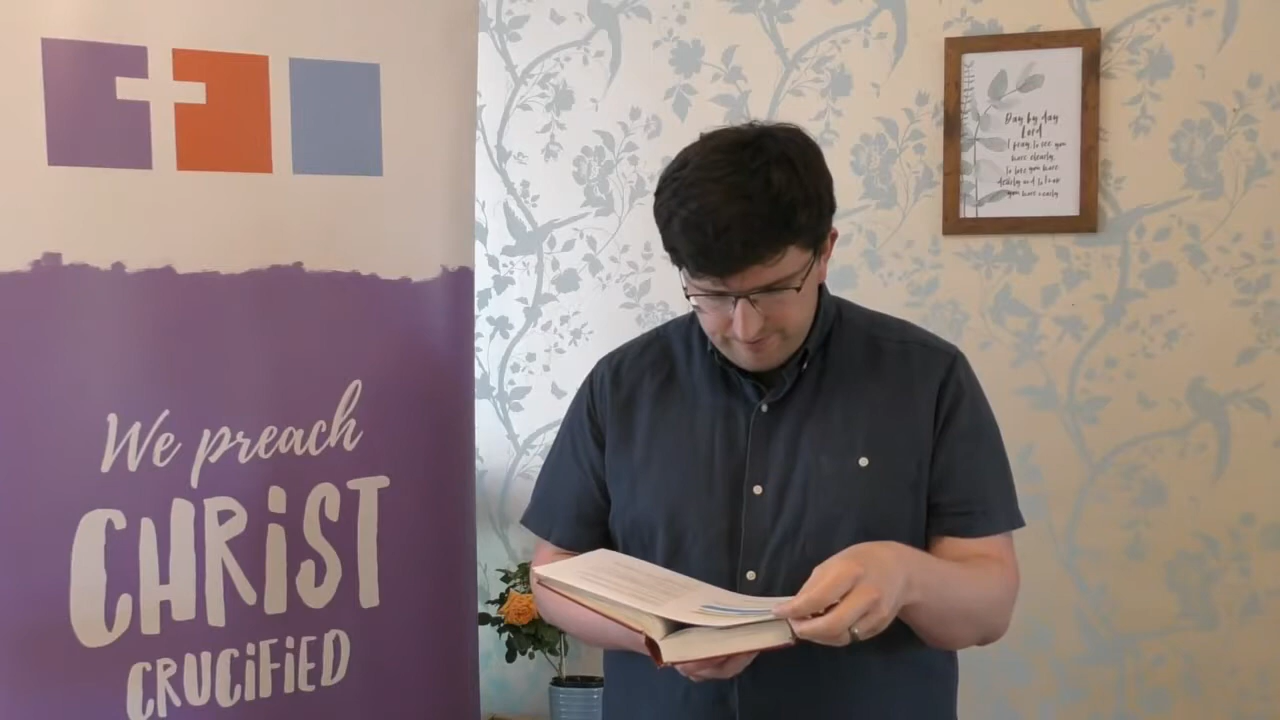 We preach
CHRiST
CRUCiFiED
Day by day
Lord
I pray, to see you
more clearly,
to love you more
dearly and to
you more nearly